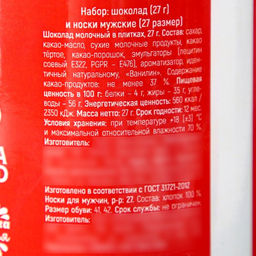 Набор: шоколад (27 г)
и носки мужские (27 размер)
Шоколад молочный в плитках, 27 г. Состав: сахар,
какао-масло, сухие молочные продукты, какао
тёртое, какао-порошок, эмульгаторы (лецитин
соевый Е322, PGPR - Е476), ароматизатор, иденти-
чный натуральному, «Ванилин». Содержание
какао-продуктов: не менее 37 %. Пищевая
ценность в 100 г: белки - 4 г, жиры - 35 г, угле-
воды - 56 г. Энергетическая ценность: 560 ккал /
2350 кДж. Масса нетто: 27 г. Срок годности: 12 мес.
Условия хранения: при температуре +18 (±3) °С
и максимальной относительной влажности 70 %.
Изготовитель:
Изготовлено в соответствии с ГОСТ 31721-2012
Носки для мужчин, р-р: 27. Состав: хлопок 100 %.
Размер обуви: 41, 42. Срок службы: не ограничен.
Изготовитель: